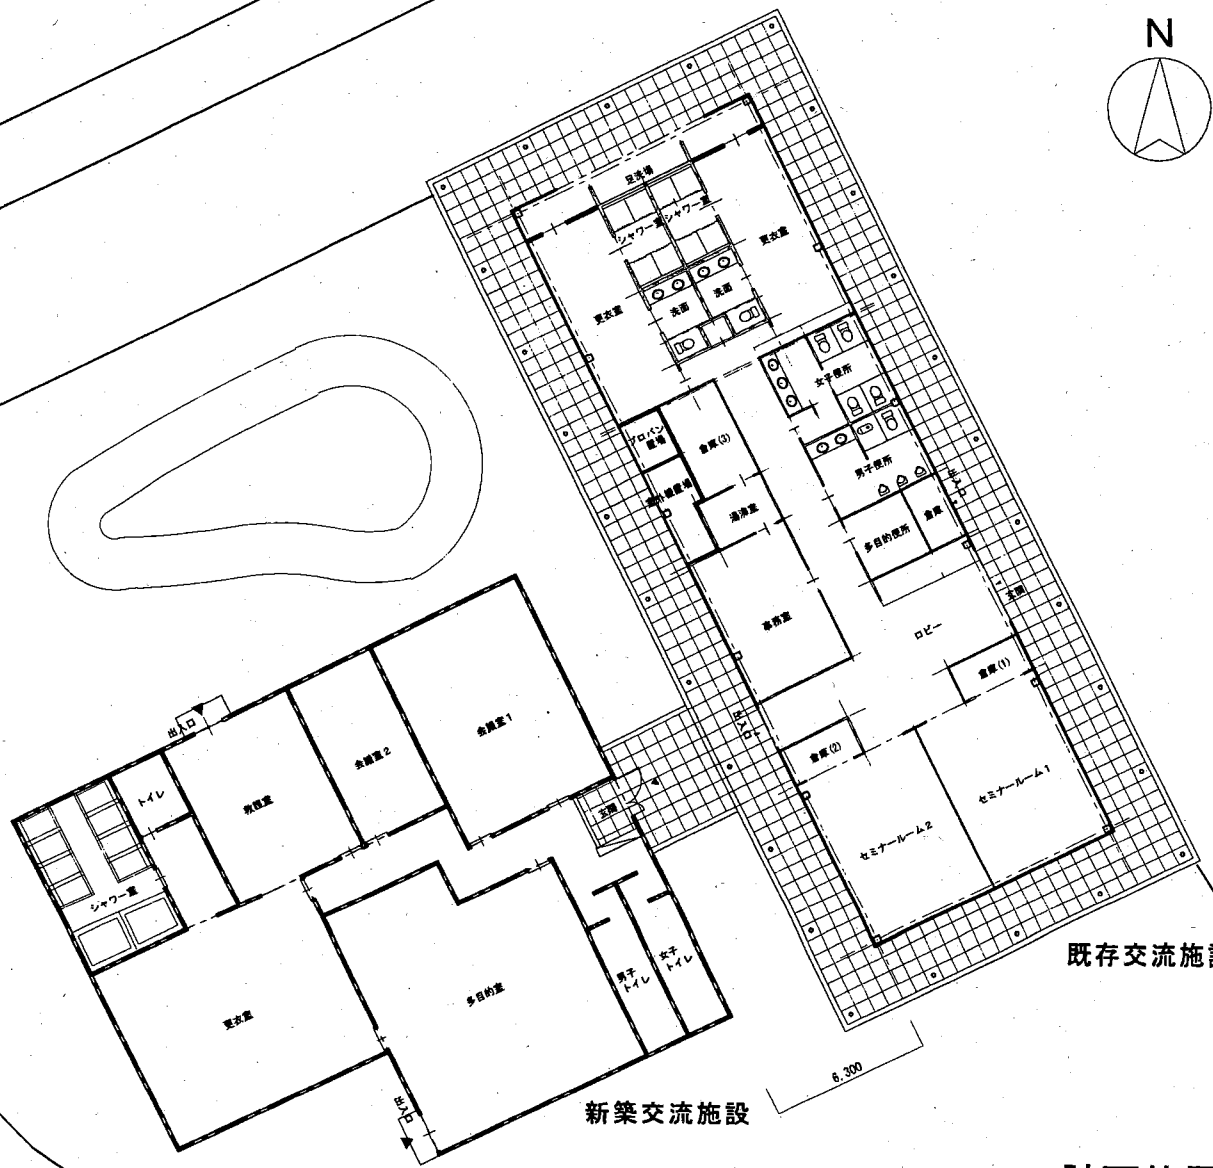 N
足洗場
シャワー室
シャワー室
更衣室
更衣室
洗面
洗面
女子便所
プロパン
置場
倉庫(3)
男子便所
出入口
湯沸室
多目的便所
倉庫
事務室
玄関
ロビー
倉庫(1)
出入口
倉庫(2)
セミナールーム1
セミナールーム2
会議室1
会議室2
出入口
トイレ
シャワー室
玄関
更衣室
多目的室
男子
トイレ
女子
トイレ
出入口
6,300
既存交流施
新築交流施設